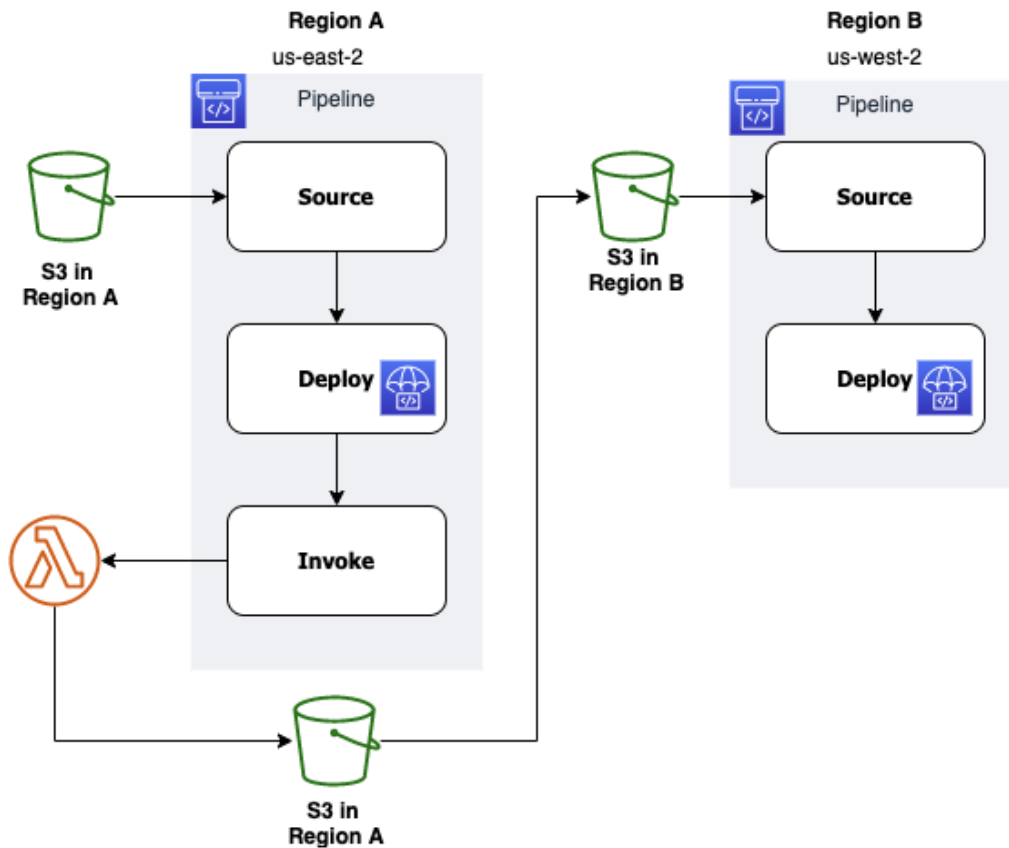 Region A
us-east-2
Pipeline
Source
S3 in
Region A
Deploy
</>
Invoke
S3 in
Region A
Region B
us-west-2
</>
Pipeline
S3 in
Region B
Source
Deploy
</>